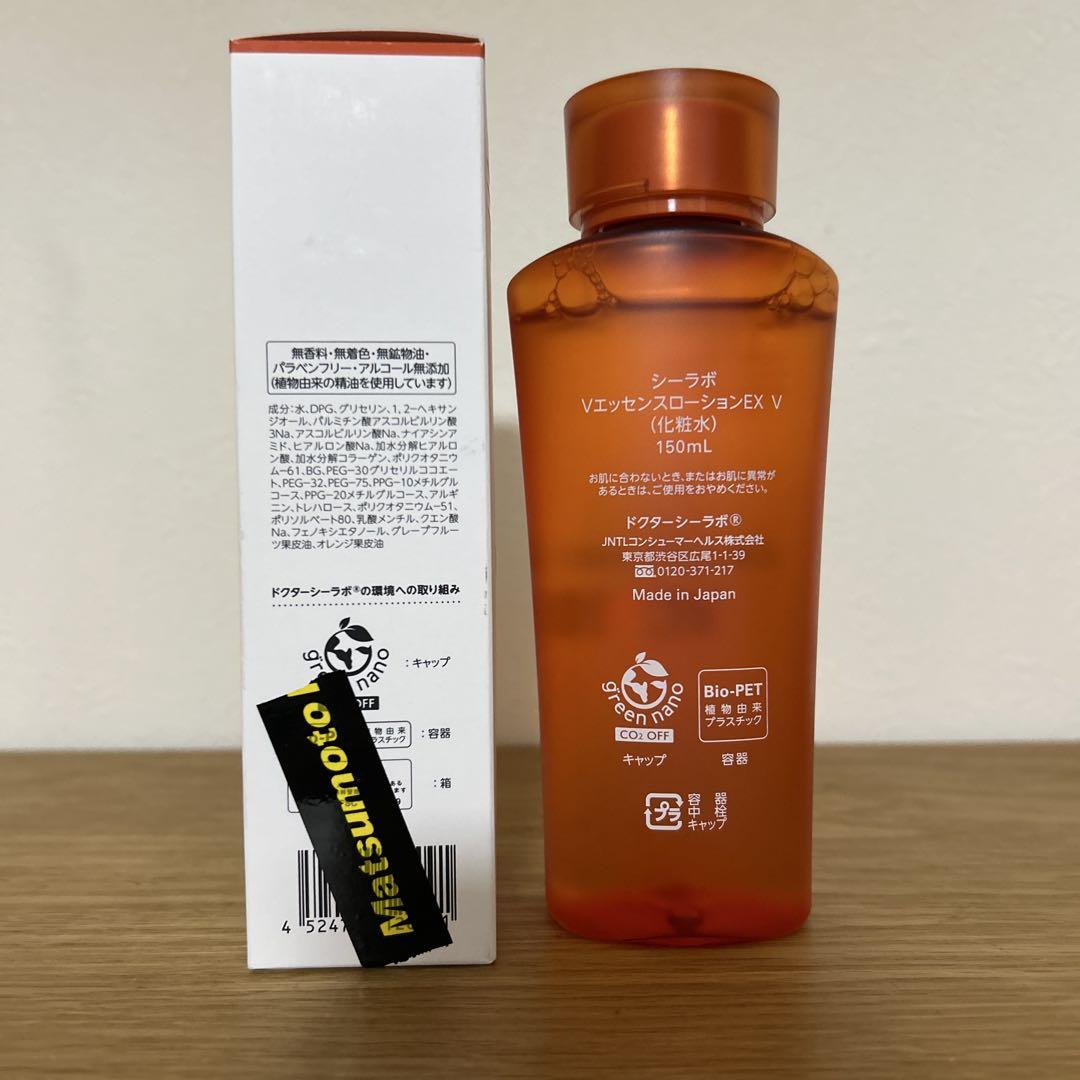 無香料・無着色・無鉱物油・
パラベンフリー・アルコール無添加
(植物由来の精油を使用しています)
成分:水、DPG、グリセリン、1,2-ヘキサン
ジオール、パルミチン酸アスコルビルリン酸
3Na、アスコルビルリン酸Na、ナイアシンア
ミド、ヒアルロン酸Na、加水分解ヒアルロ
ン酸、加水分解コラーゲン、ポリクオタニウ
ム-61、BG、PEG-30グリセリルココエー
ト、PEG-32、PEG-75、PPG-10メチルグル
コース、PPG-20メチルグルコース、アルギ
ニン、トレハロース、ポリクオタニウム-51、
ポリソルベート80、乳酸メンチル、クエン酸
Na、フェノキシエタノール、グレープフルー
ツ果皮油、オレンジ果皮油
ドクターシーラボ®の環境への取り組み
green nano
:キャップ
OFF
物由来
ラスチック
:容器
:箱
Matsumoto
4 524
シーラボ
VエッセンスローションEX V
(化粧水)
150mL
お肌に合わないとき、またはお肌に異常が
あるときは、ご使用をおやめください。
ドクターシーラボ®
JNTLコンシューマーヘルス株式会社
東京都渋谷区広尾1-1-39
0120-371-217
Made in Japan
green nano
CO2 OFF
キャップ
Bio-PET
植物由来
プラスチック
容器
プラ
容器
中栓
キャップ